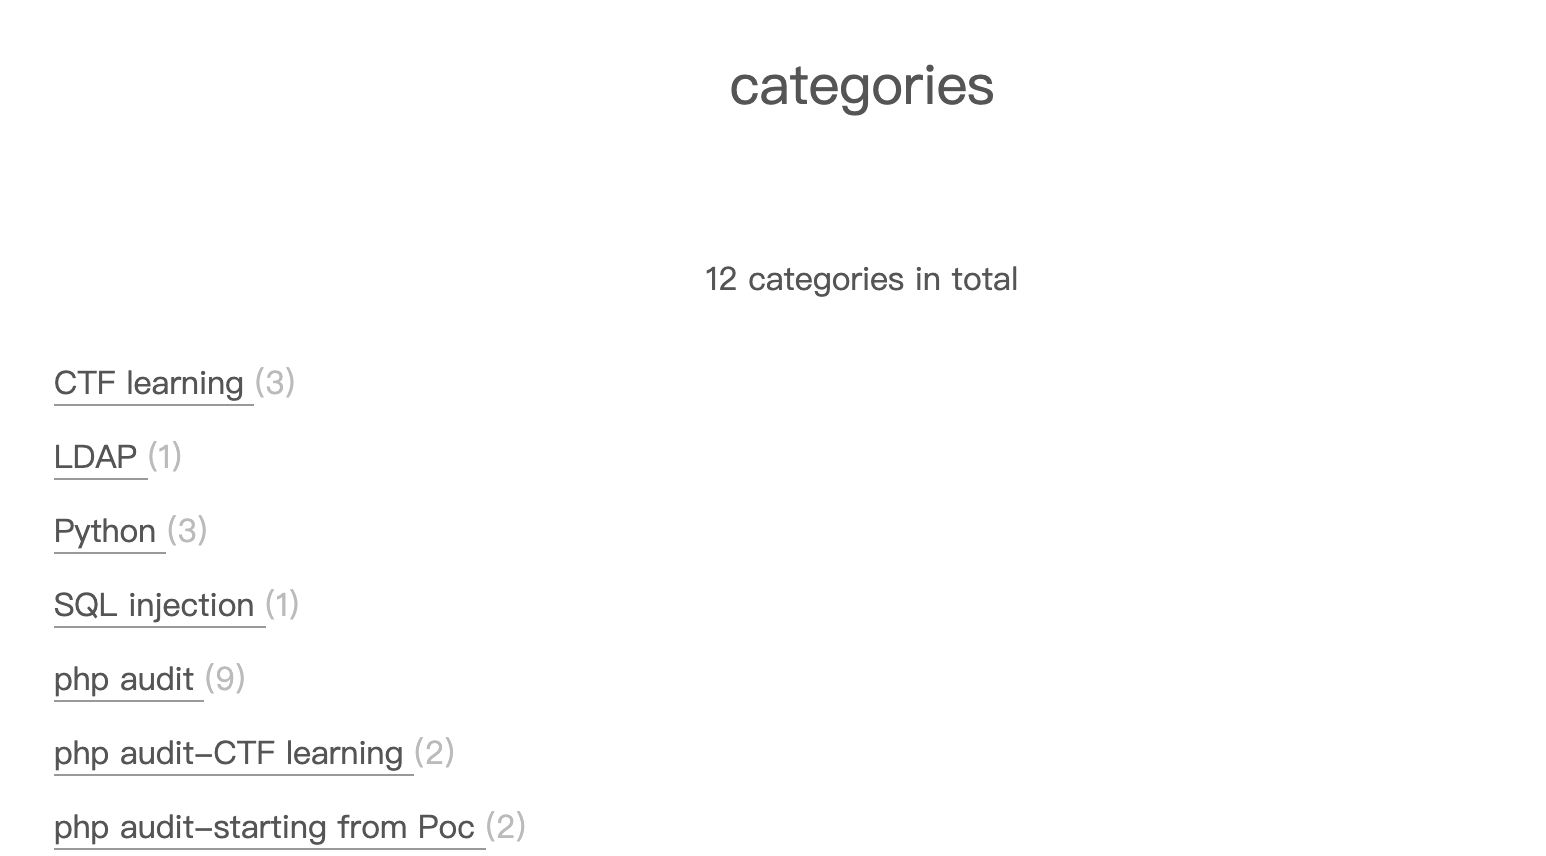 categories
12 categories in total
CTF learning (3)
LDAP (1)
Python (3)
SQL injection (1)
php audit (9)
php audit–CTF learning (2)
php audit–starting from Poc (2)